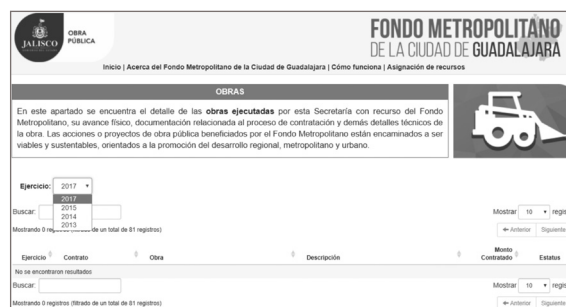 JALISCO
OBRA
PÚBLICA
FONDO METROPOLITANO
DE LA CIUDAD DE GUADALAJARA
Inicio | Acerca del Fondo Metropolitano de la Ciudad de Guadalajara | Cómo funciona | Asignación de recursos
OBRAS
En este apartado se encuentra el detalle de las obras ejecutadas por esta Secretaría con recurso del Fondo
Metropolitano, su avance físico, documentación relacionada al proceso de contratación y demás detalles técnicos de
la obra. Las acciones o proyectos de obra pública beneficiados por el Fondo Metropolitano están encaminados a ser
viables y sustentables, orientados a la promoción del desarrollo regional, metropolitano y urbano.
Ejercicio: 2017
2017
2015
2014
2013
Buscar:
Mostrar 10 regis
Mostrando 0 registros (filtrado de un total de 81 registros)
Anterior Siguiente
Ejercicio Contrato Obra Descripción Monto Contratado Estatus
No se encontraron resultados
Buscar:
Mostrar 10 regis
Mostrando 0 registros (filtrado de un total de 81 registros)
Anterior Siguiente